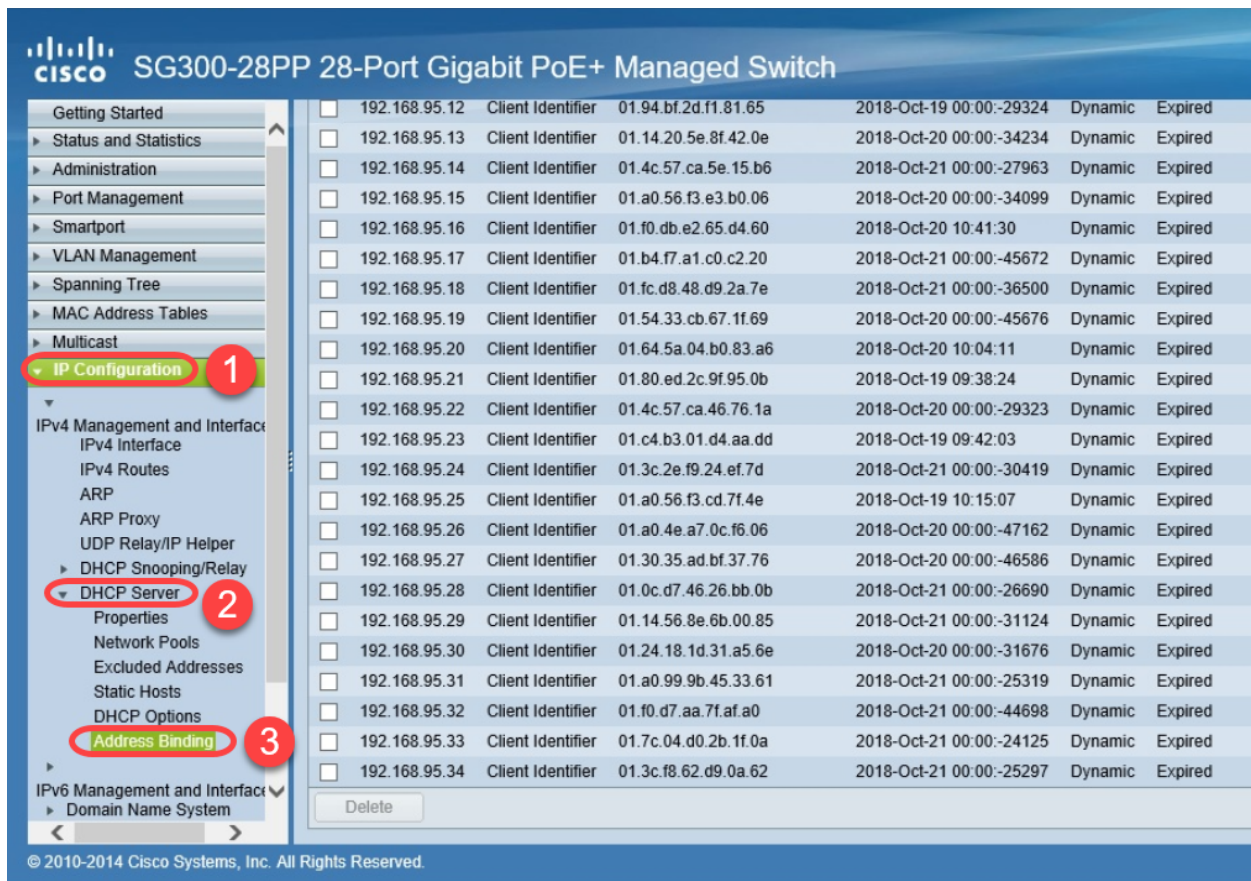 CISCO SG300-28PP 28-Port Gigabit PoE+ Managed Switch
Getting Started
Status and Statistics
Administration
Port Management
Smartport
VLAN Management
Spanning Tree
MAC Address Tables
Multicast
IP Configuration 1
IPv4 Management and Interface
IPv4 Interface
IPv4 Routes
ARP
ARP Proxy
UDP Relay/IP Helper
DHCP Snooping/Relay
DHCP Server 2
Properties
Network Pools
Excluded Addresses
Static Hosts
DHCP Options
Address Binding 3
IPv6 Management and Interface
Domain Name System
192.168.95.12 Client Identifier 01.94.bf.2d.f1.81.65 2018-Oct-19 00:00:-29324 Dynamic Expired
192.168.95.13 Client Identifier 01.14.20.5e.8f.42.0e 2018-Oct-20 00:00:-34234 Dynamic Expired
192.168.95.14 Client Identifier 01.4c.57.ca.5e.15.b6 2018-Oct-21 00:00:-27963 Dynamic Expired
192.168.95.15 Client Identifier 01.a0.56.f3.e3.b0.06 2018-Oct-20 00:00:-34099 Dynamic Expired
192.168.95.16 Client Identifier 01.f0.db.e2.65.d4.60 2018-Oct-20 10:41:30 Dynamic Expired
192.168.95.17 Client Identifier 01.b4.f7.a1.c0.c2.20 2018-Oct-21 00:00:-45672 Dynamic Expired
192.168.95.18 Client Identifier 01.fc.d8.48.d9.2a.7e 2018-Oct-21 00:00:-36500 Dynamic Expired
192.168.95.19 Client Identifier 01.54.33.cb.67.1f.69 2018-Oct-20 00:00:-45676 Dynamic Expired
192.168.95.20 Client Identifier 01.64.5a.04.b0.83.a6 2018-Oct-20 10:04:11 Dynamic Expired
192.168.95.21 Client Identifier 01.80.ed.2c.9f.95.0b 2018-Oct-19 09:38:24 Dynamic Expired
192.168.95.22 Client Identifier 01.4c.57.ca.46.76.1a 2018-Oct-20 00:00:-29323 Dynamic Expired
192.168.95.23 Client Identifier 01.c4.b3.01.d4.aa.dd 2018-Oct-19 09:42:03 Dynamic Expired
192.168.95.24 Client Identifier 01.3c.2e.f9.24.ef.7d 2018-Oct-21 00:00:-30419 Dynamic Expired
192.168.95.25 Client Identifier 01.a0.56.f3.cd.7f.4e 2018-Oct-19 10:15:07 Dynamic Expired
192.168.95.26 Client Identifier 01.a0.4e.a7.0c.f6.06 2018-Oct-20 00:00:-47162 Dynamic Expired
192.168.95.27 Client Identifier 01.30.35.ad.bf.37.76 2018-Oct-20 00:00:-46586 Dynamic Expired
192.168.95.28 Client Identifier 01.0c.d7.46.26.bb.0b 2018-Oct-21 00:00:-26690 Dynamic Expired
192.168.95.29 Client Identifier 01.14.56.8e.6b.00.85 2018-Oct-21 00:00:-31124 Dynamic Expired
192.168.95.30 Client Identifier 01.24.18.1d.31.a5.6e 2018-Oct-20 00:00:-31676 Dynamic Expired
192.168.95.31 Client Identifier 01.a0.99.9b.45.33.61 2018-Oct-21 00:00:-25319 Dynamic Expired
192.168.95.32 Client Identifier 01.f0.d7.aa.7f.af.a0 2018-Oct-21 00:00:-44698 Dynamic Expired
192.168.95.33 Client Identifier 01.7c.04.d0.2b.1f.0a 2018-Oct-21 00:00:-24125 Dynamic Expired
192.168.95.34 Client Identifier 01.3c.f8.62.d9.0a.62 2018-Oct-21 00:00:-25297 Dynamic Expired
Delete
© 2010-2014 Cisco Systems, Inc. All Rights Reserved.